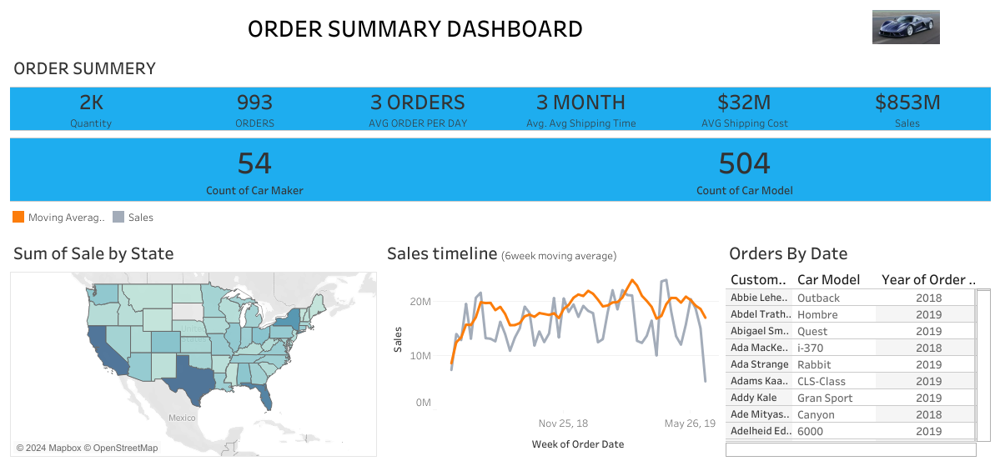 ORDER SUMMARY DASHBOARD
ORDER SUMMERY
2K 993 3 ORDERS 3 MONTH $32M $853M
Quantity ORDERS AVG ORDER PER DAY Avg. Avg Shipping Time AVG Shipping Cost Sales
54 504
Count of Car Maker Count of Car Model
Moving Averag.. Sales
Sum of Sale by State
Mexico
© 2024 Mapbox © OpenStreetMap
Sales timeline (6week moving average)
Sales
20M
10M
0M
Nov 25, 18 May 26, 19
Week of Order Date
Orders By Date
Custom.. Car Model Year of Order ..
Abbie Lehe.. Outback 2018
Abdel Trath.. Hombre 2019
Abigael Sm.. Quest 2019
Ada MacKe.. i-370 2018
Ada Strange Rabbit 2019
Adams Kaa.. CLS-Class 2019
Addy Kale Gran Sport 2019
Ade Mityas.. Canyon 2018
Adelheid Ed.. 6000 2019